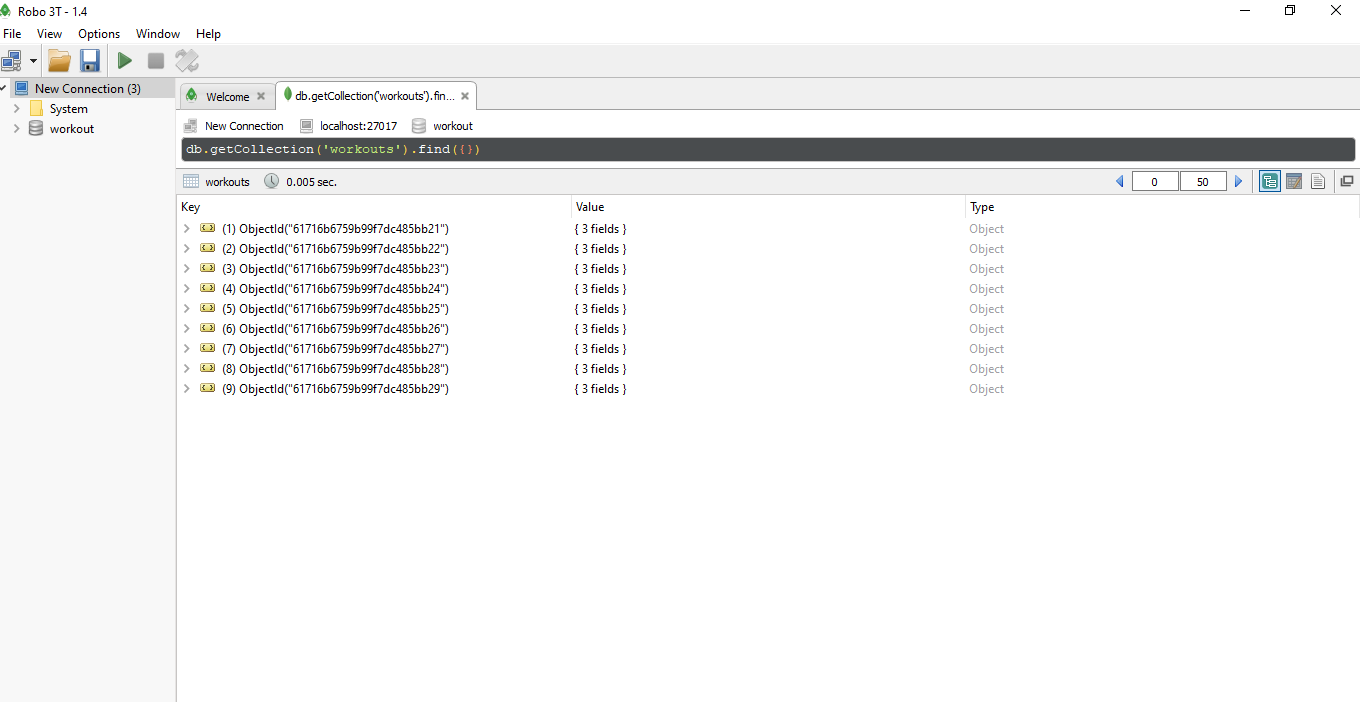 Robo 3T - 1.4
File View Options Window Help
New Connection (3)
System
workout
Welcome db.getCollection('workouts').fin...
New Connection localhost:27017 workout
db.getCollection('workouts').find({})
workouts 0.005 sec. 0 50
Key Value Type
(1) ObjectId("61716b6759b99f7dc485bb21") { 3 fields } Object
(2) ObjectId("61716b6759b99f7dc485bb22") { 3 fields } Object
(3) ObjectId("61716b6759b99f7dc485bb23") { 3 fields } Object
(4) ObjectId("61716b6759b99f7dc485bb24") { 3 fields } Object
(5) ObjectId("61716b6759b99f7dc485bb25") { 3 fields } Object
(6) ObjectId("61716b6759b99f7dc485bb26") { 3 fields } Object
(7) ObjectId("61716b6759b99f7dc485bb27") { 3 fields } Object
(8) ObjectId("61716b6759b99f7dc485bb28") { 3 fields } Object
(9) ObjectId("61716b6759b99f7dc485bb29") { 3 fields } Object